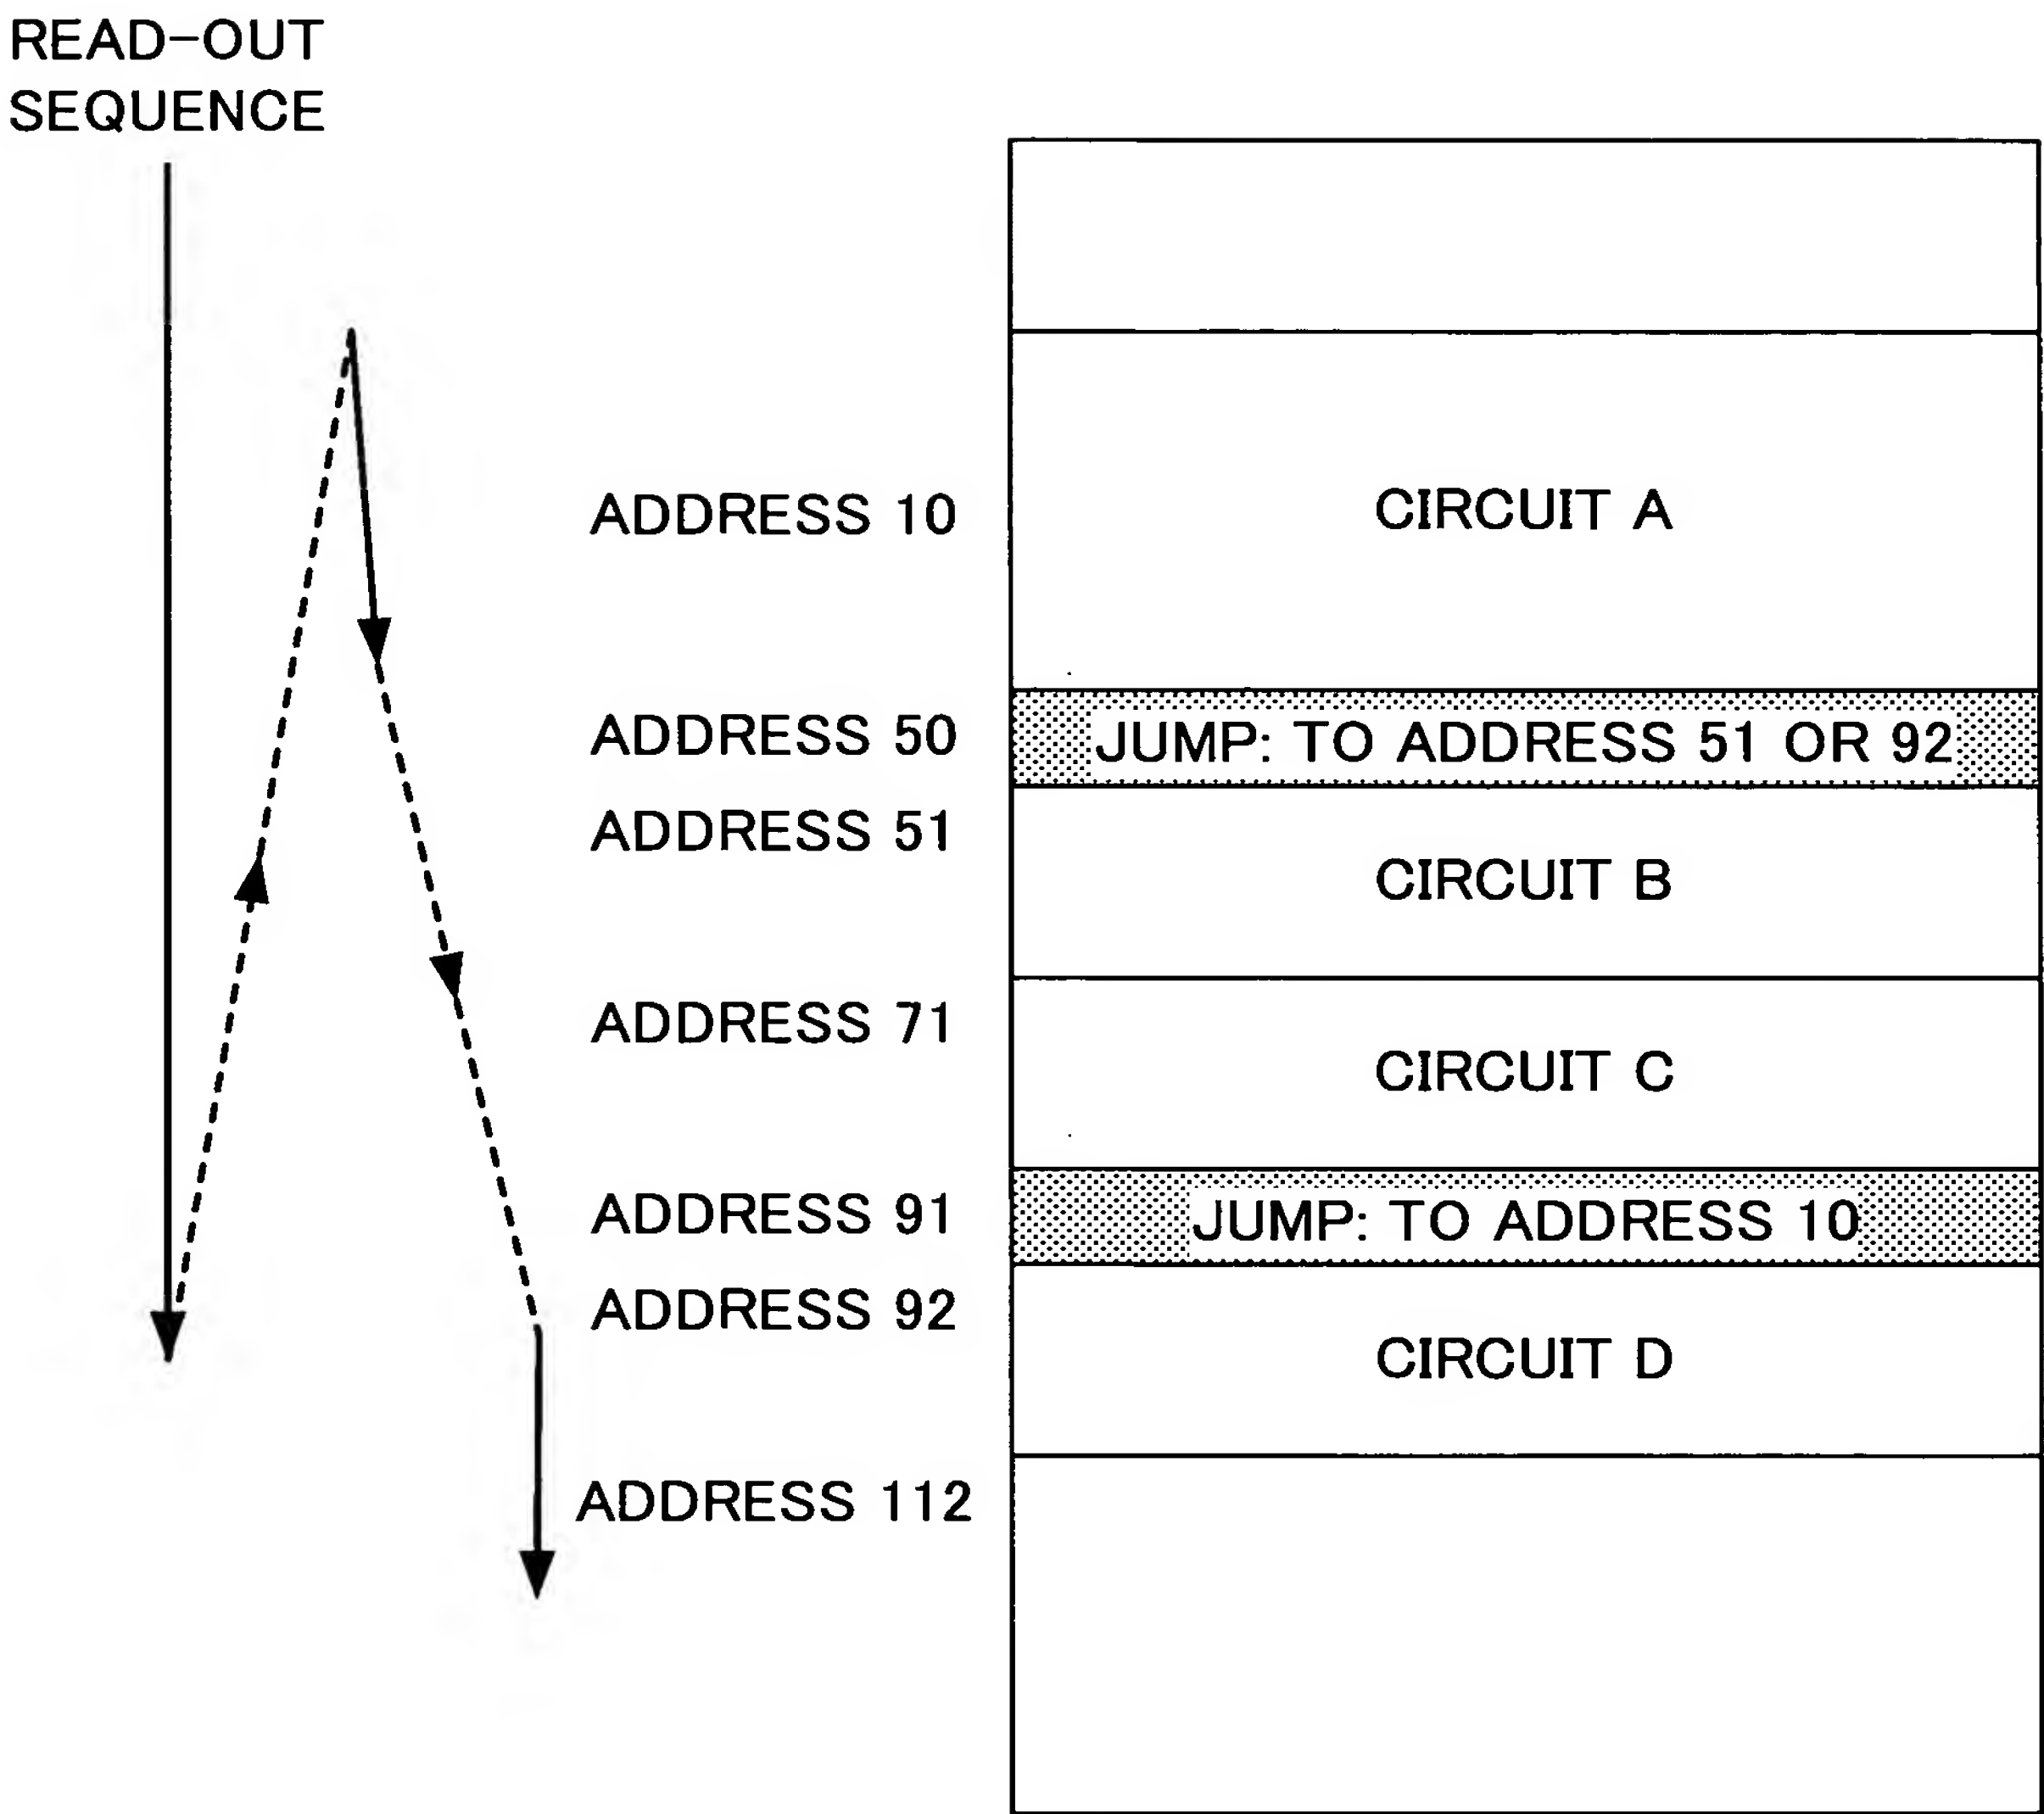 READ-OUT
SEQUENCE
ADDRESS 10
CIRCUIT A
ADDRESS 50
JUMP: TO ADDRESS 51 OR 92
ADDRESS 51
CIRCUIT B
ADDRESS 71
CIRCUIT C
ADDRESS 91
JUMP: TO ADDRESS 10
ADDRESS 92
CIRCUIT D
ADDRESS 112